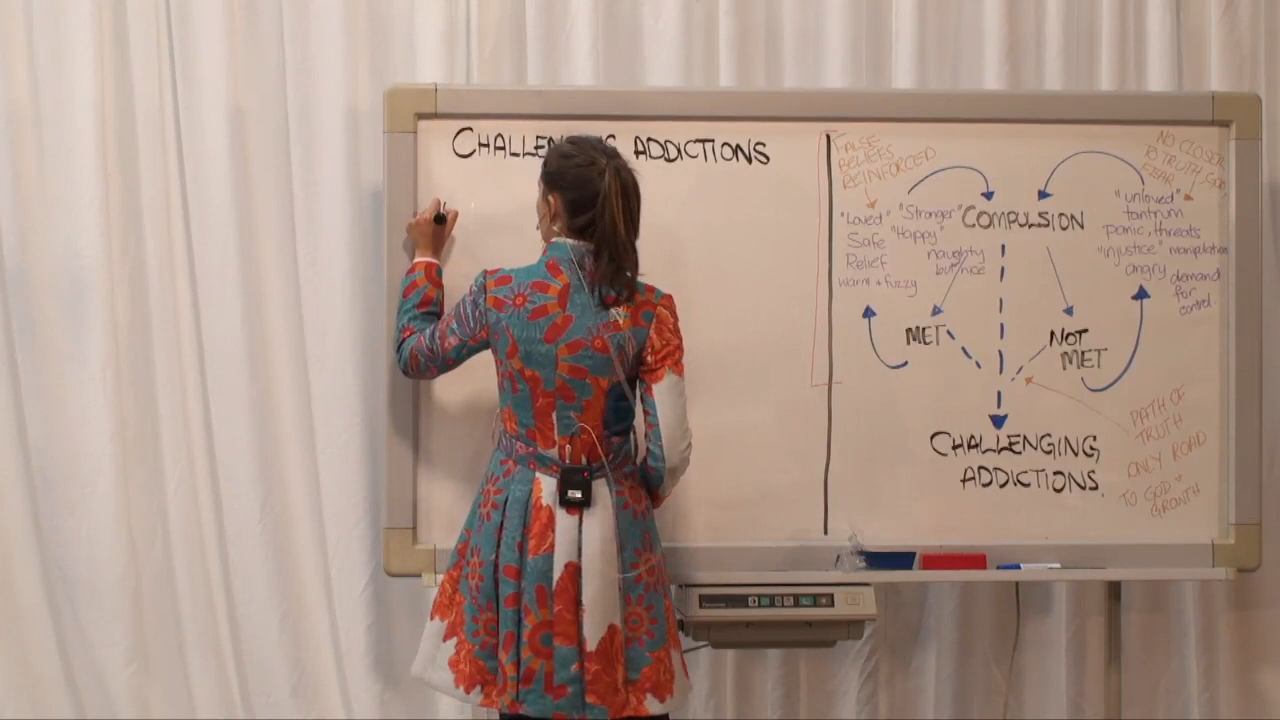 CHALLENGING ADDICTIONS
FALSE
BELIEFS
REINFORCED
NO CLOSER
TO TRUTH, GOD,
FEAR
"Loved" "Stronger"
Safe "Happy"
Relief naughty
but nice
warm + fuzzy
COMPULSION
"unloved"
tantrum
panic, threats
"injustice" manipulation
angry demand
for
control.
MET
NOT
MET
PATH OF
TRUTH
ONLY ROAD
TO GOD +
GROWTH
CHALLENGING
ADDICTIONS.
Panasonic